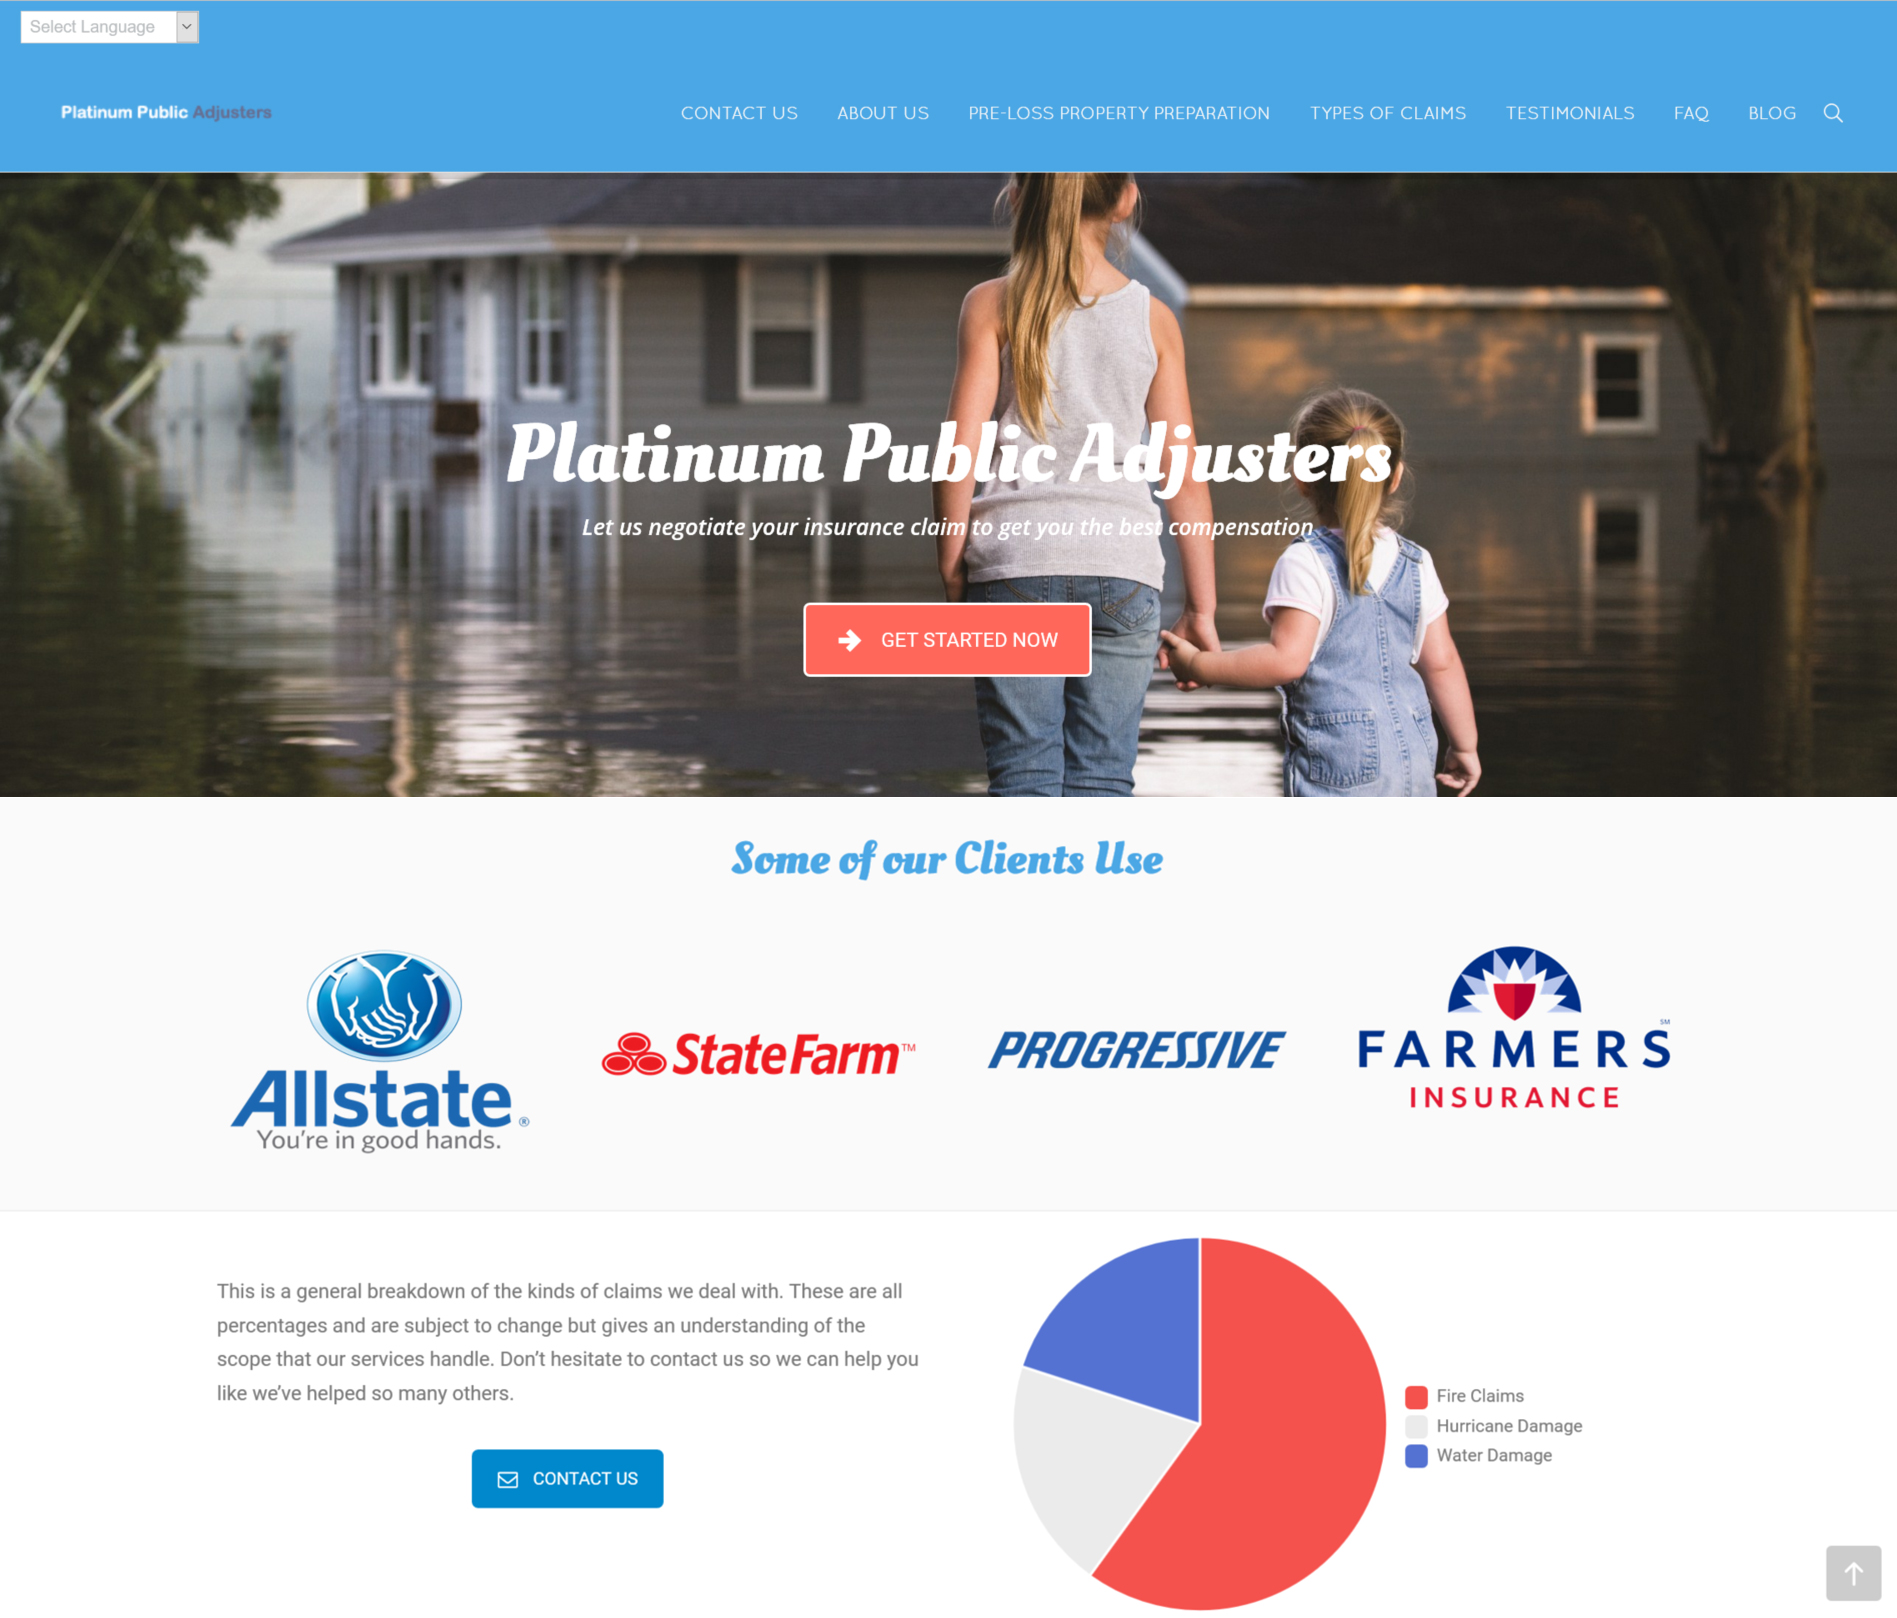 Select Language
Platinum Public Adjusters
CONTACT US
ABOUT US
PRE-LOSS PROPERTY PREPARATION
TYPES OF CLAIMS
TESTIMONIALS
FAQ
BLOG
Platinum Public Adjusters
Let us negotiate your insurance claim to get you the best compensation
GET STARTED NOW
Some of our Clients Use
Allstate®
You're in good hands.
StateFarm™
PROGRESSIVE
FARMERS℠
INSURANCE
This is a general breakdown of the kinds of claims we deal with. These are all
percentages and are subject to change but gives an understanding of the
scope that our services handle. Don’t hesitate to contact us so we can help you
like we’ve helped so many others.
CONTACT US
Fire Claims
Hurricane Damage
Water Damage